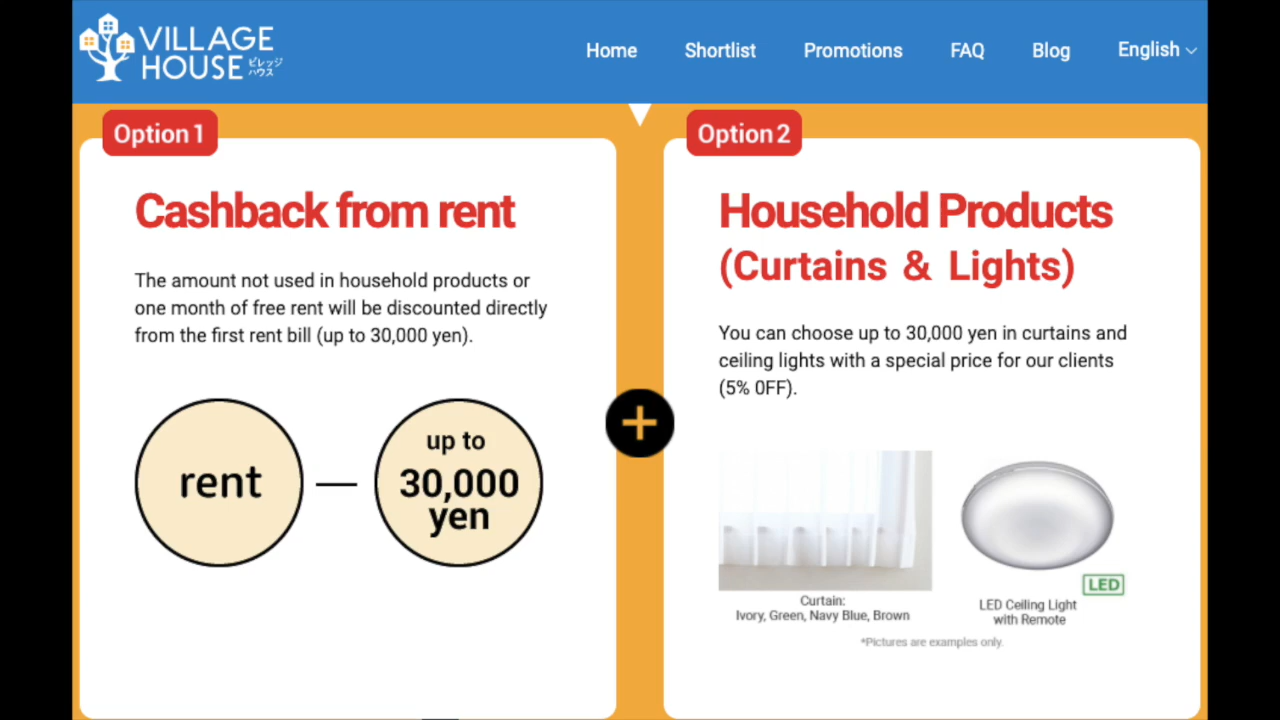 VILLAGE
HOUSE ビレッジ
ハウス
Home Shortlist Promotions FAQ Blog English
Option 1
Cashback from rent
The amount not used in household products or
one month of free rent will be discounted directly
from the first rent bill (up to 30,000 yen).
rent
—
up to
30,000
yen
+
Option 2
Household Products
(Curtains & Lights)
You can choose up to 30,000 yen in curtains and
ceiling lights with a special price for our clients
(5% 0FF).
Curtain:
Ivory, Green, Navy Blue, Brown
LED
LED Ceiling Light
with Remote
*Pictures are examples only.